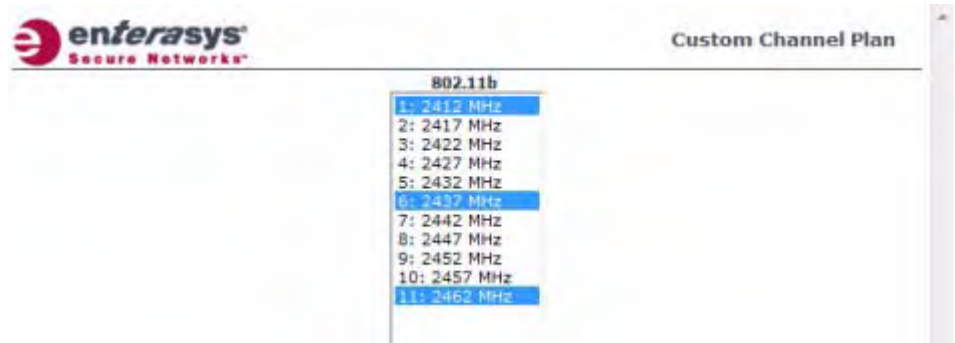 enterasys
Secure Networks
Custom Channel Plan
802.11b
1: 2412 MHz
2: 2417 MHz
3: 2422 MHz
4: 2427 MHz
5: 2432 MHz
6: 2437 MHz
7: 2442 MHz
8: 2447 MHz
9: 2452 MHz
10: 2457 MHz
11: 2462 MHz